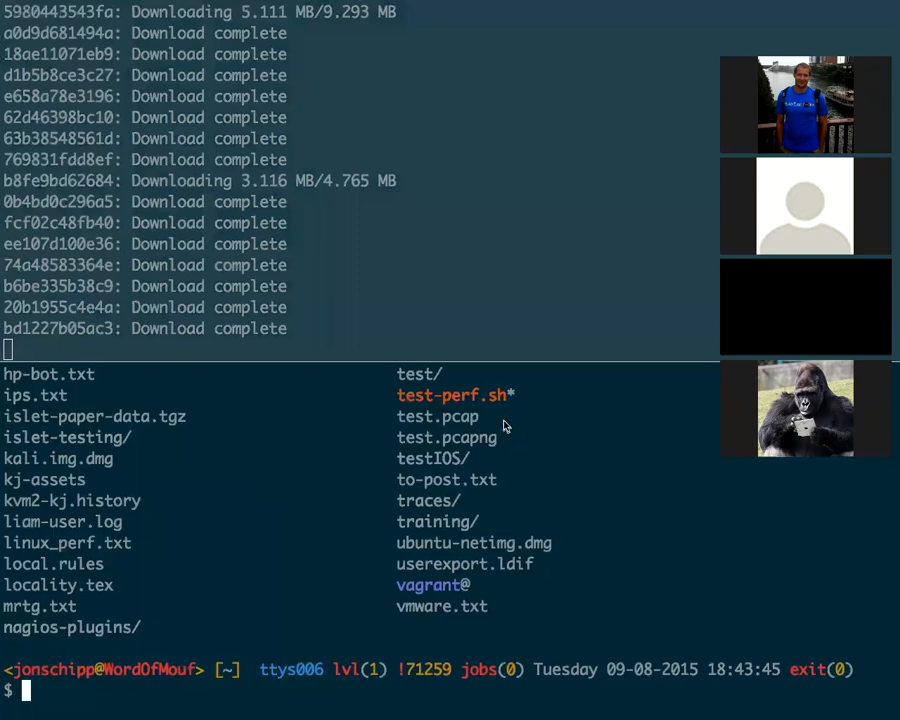 5980443543fa: Downloading 5.111 MB/9.293 MB
a0d9d681494a: Download complete
18ae11071eb9: Download complete
d1b5b8ce3c27: Download complete
e658a78e3196: Download complete
62d46398bc10: Download complete
63b38548561d: Download complete
769831fdd8ef: Download complete
b8fe9bd62684: Downloading 3.116 MB/4.765 MB
0b4bd0c296a5: Download complete
fcf02c48fb40: Download complete
ee107d100e36: Download complete
74a48583364e: Download complete
b6be335b38c9: Download complete
20b1955c4e4a: Download complete
bd1227b05ac3: Download complete
hp-bot.txt test/
ips.txt test-perf.sh*
islet-paper-data.tgz test.pcap
islet-testing/ test.pcapng
kali.img.dmg testIOS/
kj-assets to-post.txt
kvm2-kj.history traces/
liam-user.log training/
linux_perf.txt ubuntu-netimg.dmg
local.rules userexport.ldif
locality.tex vagrant@
mrtg.txt vmware.txt
nagios-plugins/
<jonschipp@WordOfMouf> [~] ttys006 lvl(1) !71259 jobs(0) Tuesday 09-08-2015 18:43:45 exit(0)
$